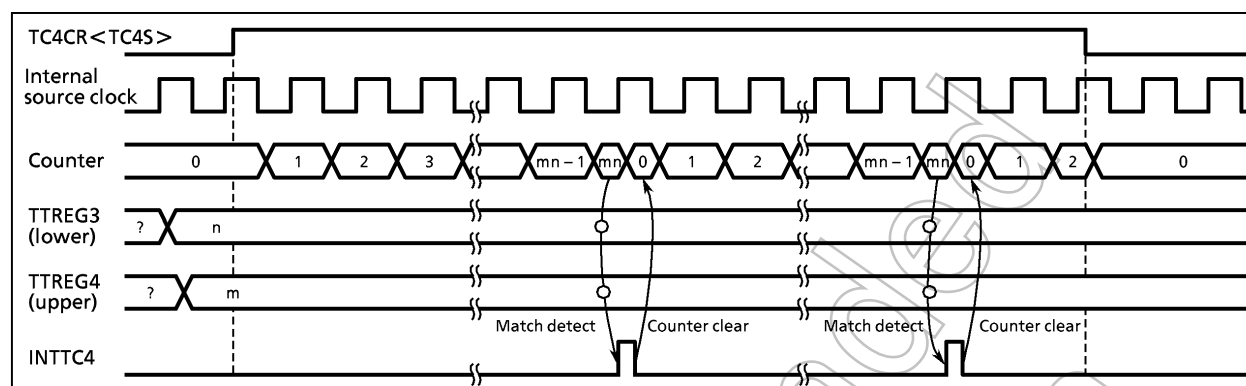 TC4CR<TC4S>
Internal
source clock
Counter 0 1 2 3 mn – 1 mn 0 1 2 mn – 1 mn 0 1 2 0
TTREG3
(lower)
? n
TTREG4
(upper)
? m
Match detect Counter clear Match detect Counter clear
INTTC4
nded